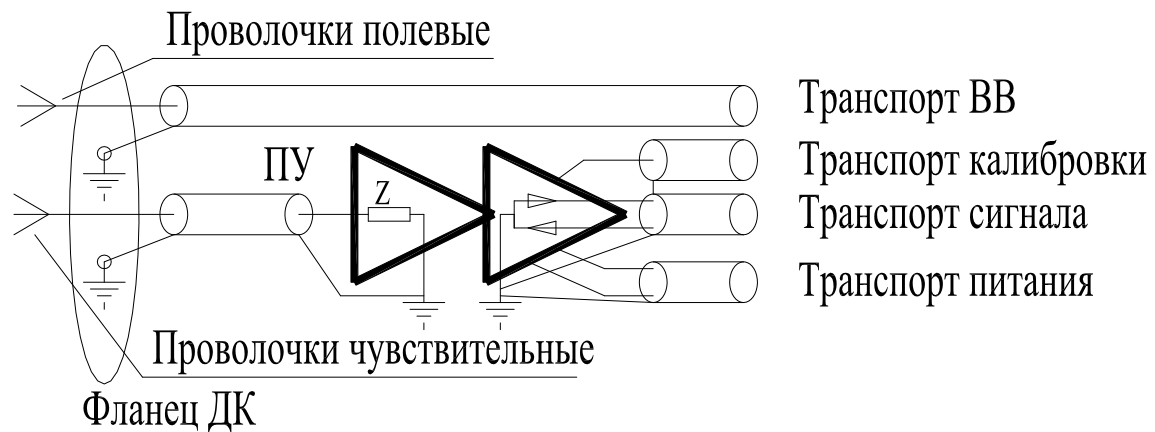 Проволочки полевые
Транспорт ВВ
ПУ
Транспорт калибровки
Z
Транспорт сигнала
Транспорт питания
Проволочки чувствительные
Фланец ДК